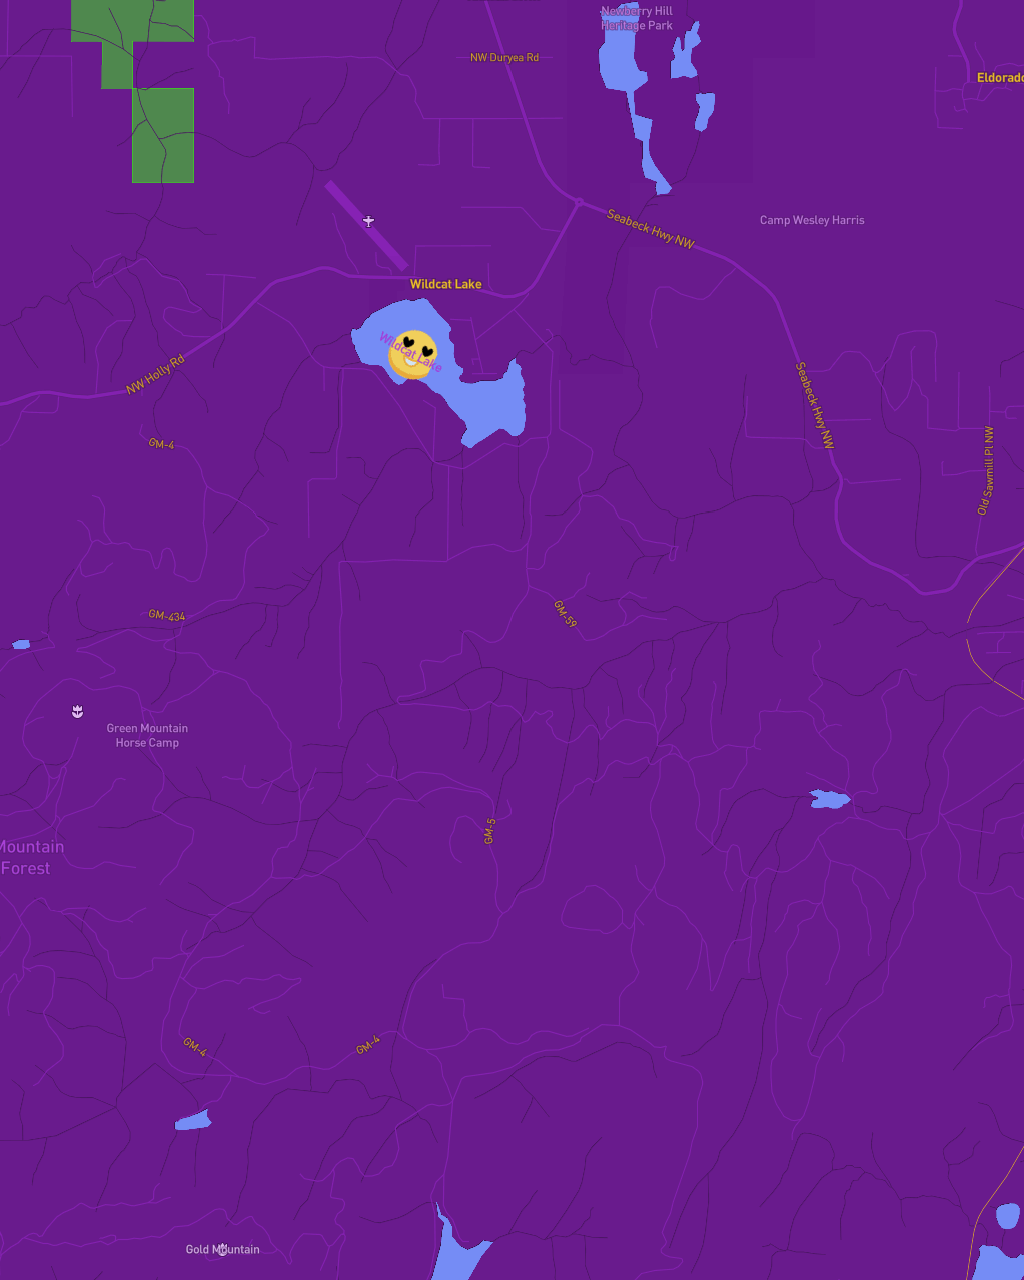 Newberry Hill
Heritage Park
NW Duryea Rd
Eldorado
Seabeck Hwy NW
Camp Wesley Harris
Wildcat Lake
Wildcat Lake
NW Holly Rd
Seabeck Hwy NW
GM-4
Old Sawmill Pl NW
GM-434
GM-59
Green Mountain
Horse Camp
Mountain
Forest
GM-5
GM-4
GM-4
Gold Mountain